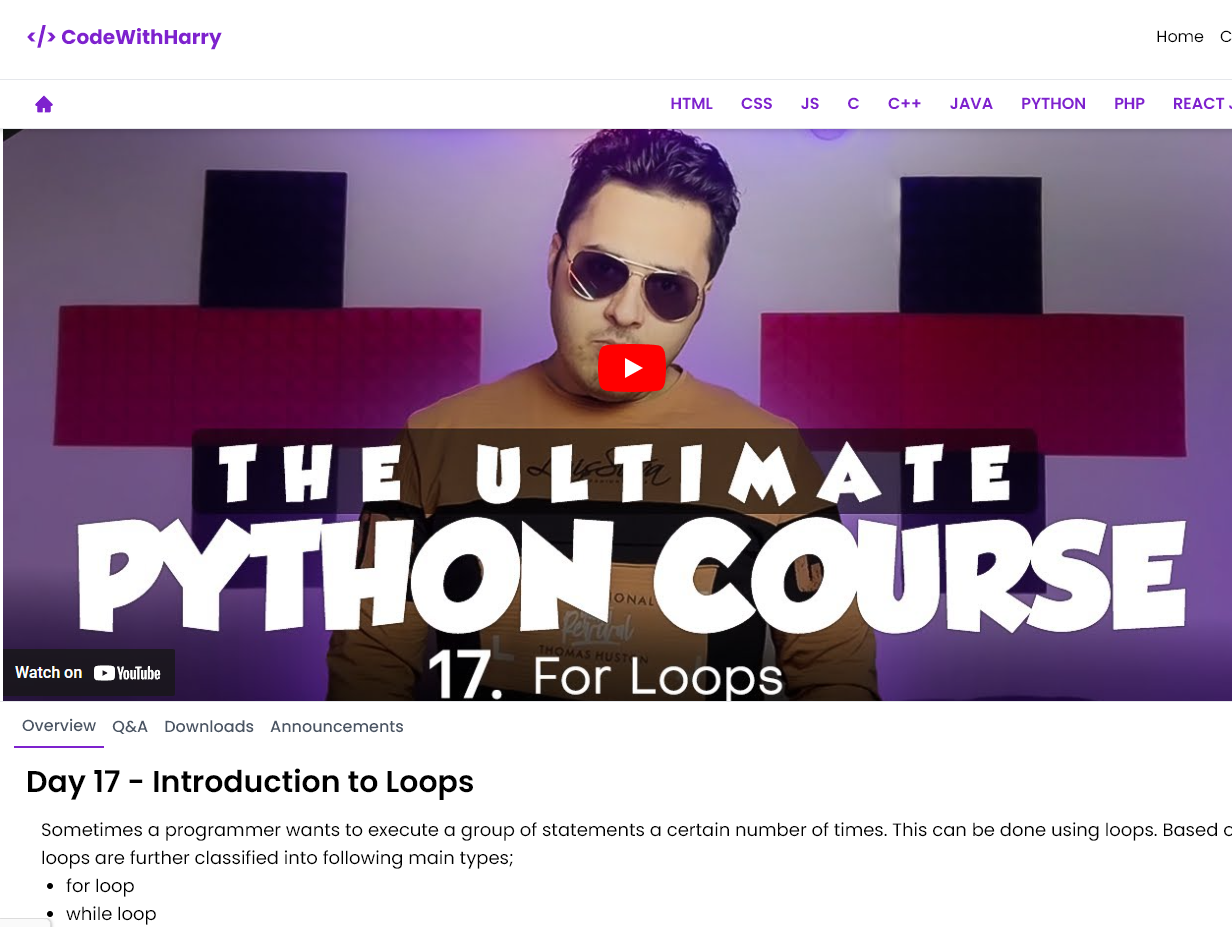 </> CodeWithHarry
Home
HTML CSS JS C C++ JAVA PYTHON PHP REACT
THE ULTIMATE
PYTHON COURSE
THOMAS HUSTON
17. For Loops
Watch on YouTube
Overview Q&A Downloads Announcements
Day 17 - Introduction to Loops
Sometimes a programmer wants to execute a group of statements a certain number of times. This can be done using loops. Based
loops are further classified into following main types;
• for loop
• while loop